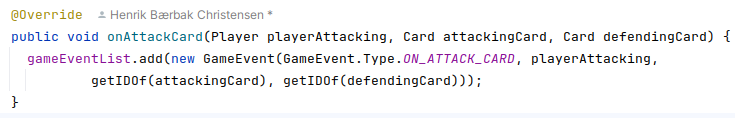 @Override Henrik Bærbak Christensen *
public void onAttackCard(Player playerAttacking, Card attackingCard, Card defendingCard) {
gameEventList.add(new GameEvent(GameEvent.Type.ON_ATTACK_CARD, playerAttacking,
getIDOf(attackingCard), getIDOf(defendingCard)));
}